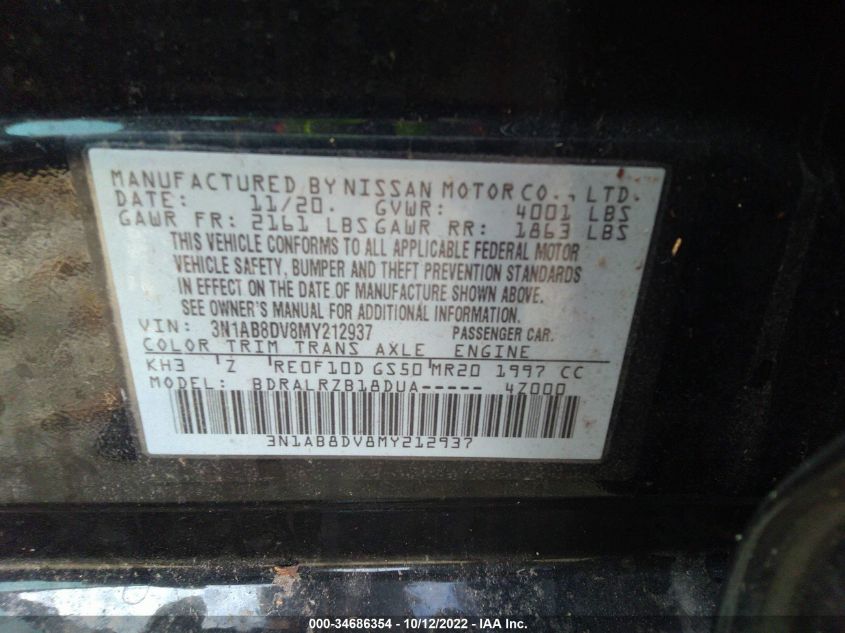 MANUFACTURED BY NISSAN MOTOR CO., LTD.
DATE: 11/20. GVWR: 4001 LBS
GAWR FR: 2161 LBS GAWR RR: 1863 LBS
THIS VEHICLE CONFORMS TO ALL APPLICABLE FEDERAL MOTOR
VEHICLE SAFETY, BUMPER AND THEFT PREVENTION STANDARDS
IN EFFECT ON THE DATE OF MANUFACTURE SHOWN ABOVE.
SEE OWNER'S MANUAL FOR ADDITIONAL INFORMATION.
VIN: 3N1AB8DV8MY212937 PASSENGER CAR.
COLOR TRIM TRANS AXLE ENGINE
KH3 Z RE0F10D GS50 MR20 1997 CC
MODEL: BDRALRZB18DUA----- 4Z000
3N1AB8DV8MY212937
000-34686354 - 10/12/2022 - IAA Inc.